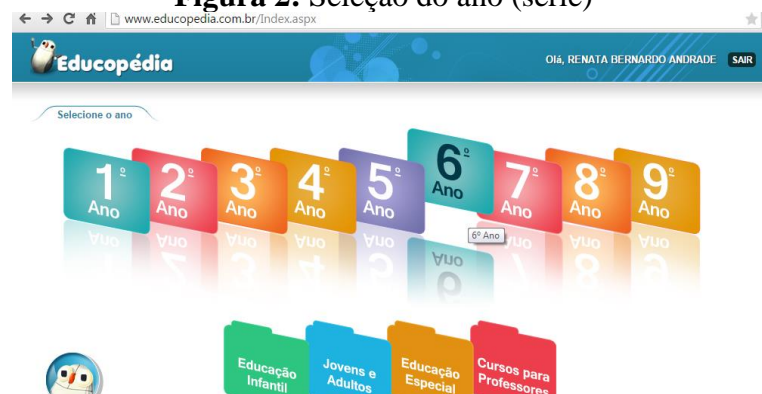 Figura 2: Seleção do ano (série)
www.educopedia.com.br/Index.aspx
Educopédia
Olá, RENATA BERNARDO ANDRADE SAIR
Selecione o ano
1º Ano
2º Ano
3º Ano
4º Ano
5º Ano
6º Ano
7º Ano
8º Ano
9º Ano
6º Ano
Educação
Infantil
Jovens e
Adultos
Educação
Especial
Cursos para
Professores